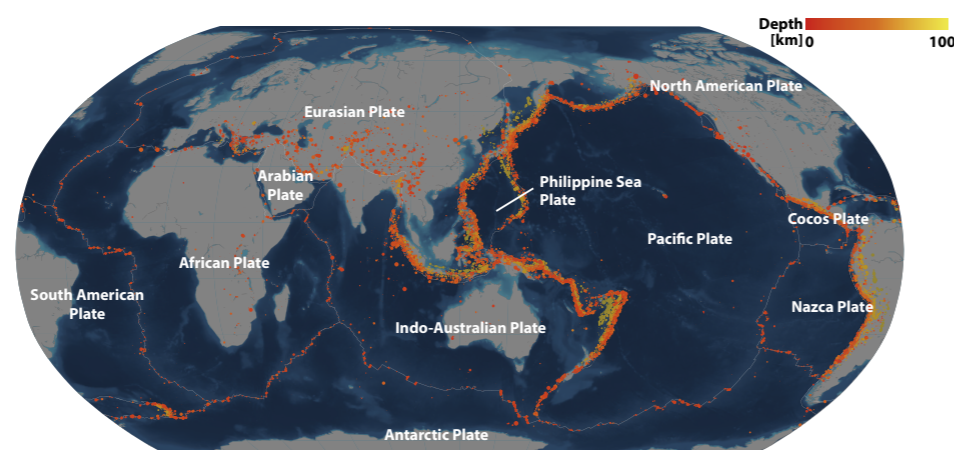 Depth
[km] 0 100
North American Plate
Eurasian Plate
Arabian
Plate
Philippine Sea
Plate
Cocos Plate
Pacific Plate
African Plate
South American
Plate
Nazca Plate
Indo-Australian Plate
Antarctic Plate